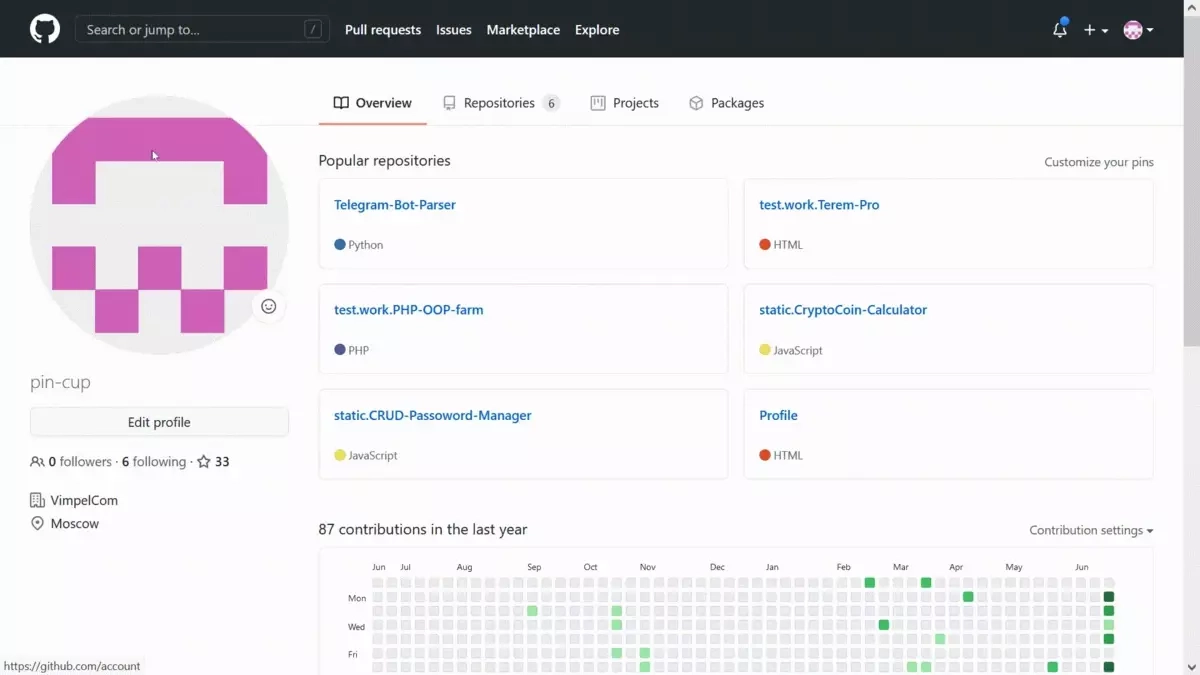 Search or jump to... /
Pull requests
Issues
Marketplace
Explore
Overview
Repositories 6
Projects
Packages
pin-cup
Edit profile
0 followers · 6 following · 33
VimpelCom
Moscow
Popular repositories
Customize your pins
Telegram-Bot-Parser
Python
test.work.Terem-Pro
HTML
test.work.PHP-OOP-farm
PHP
static.CryptoCoin-Calculator
JavaScript
static.CRUD-Passoword-Manager
JavaScript
Profile
HTML
87 contributions in the last year
Contribution settings
Jun Jul Aug Sep Oct Nov Dec Jan Feb Mar Apr May Jun
Mon
Wed
Fri
https://github.com/account